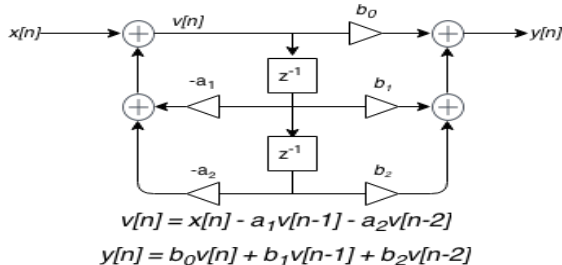 x[n] v[n] b₀ y[n]
z⁻¹
-a₁ b₁
z⁻¹
-a₂ b₂
v[n] = x[n] - a₁v[n-1] - a₂v[n-2]
y[n] = b₀v[n] + b₁v[n-1] + b₂v[n-2]